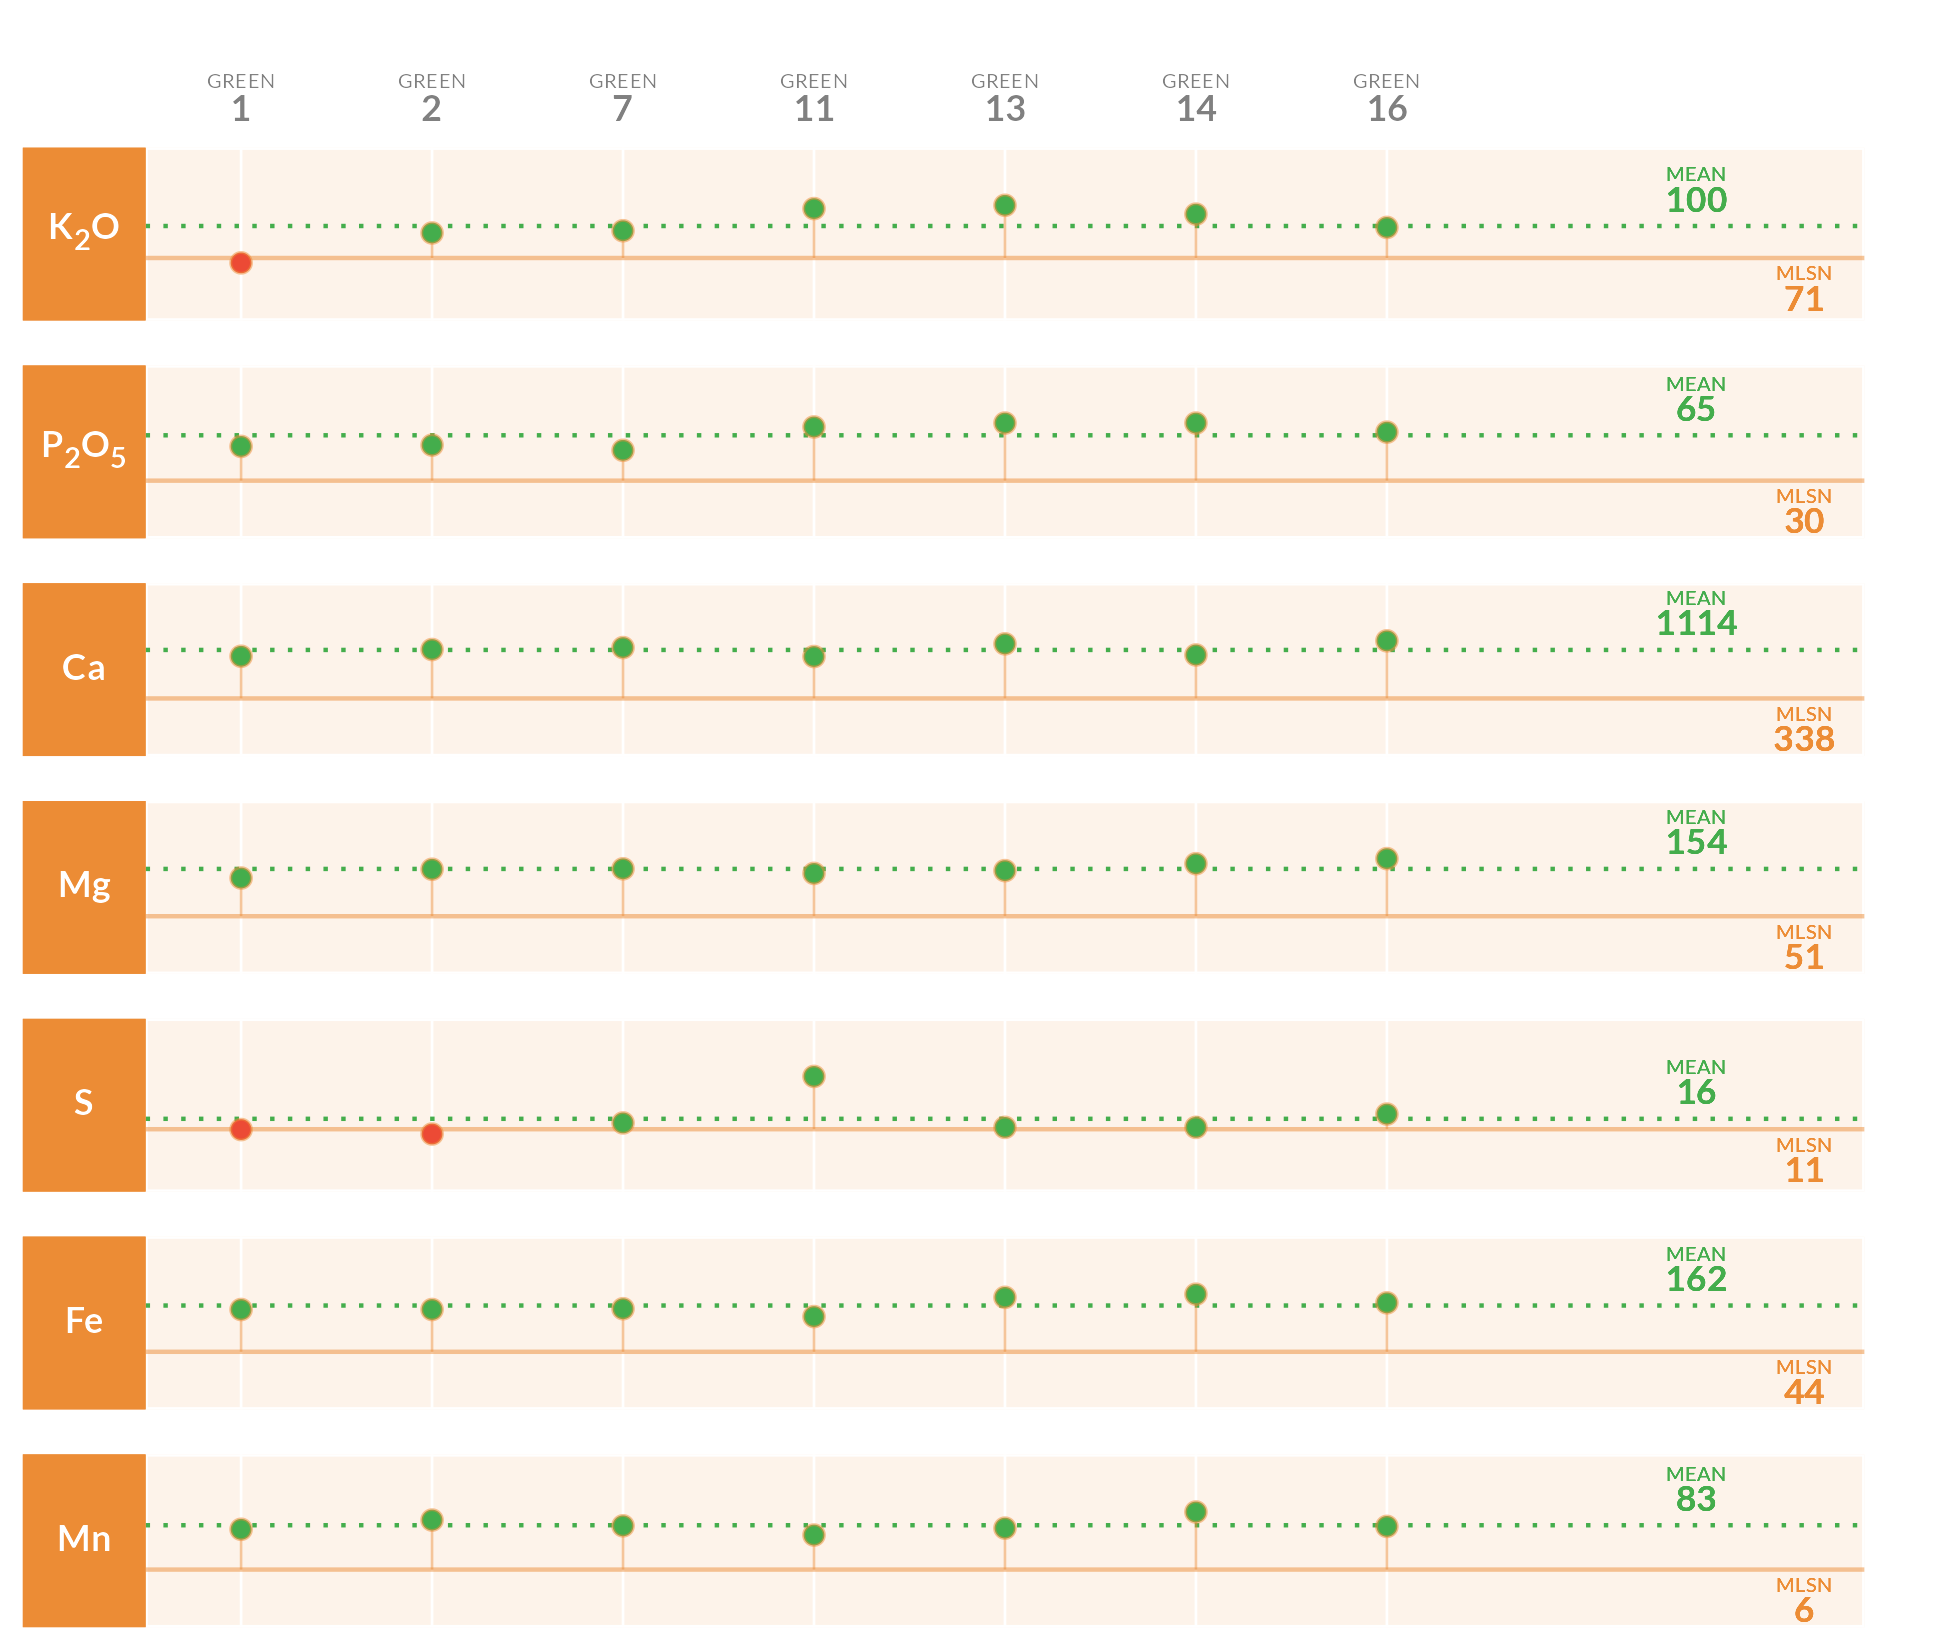 GREEN GREEN GREEN GREEN GREEN GREEN GREEN
1 2 7 11 13 14 16
MEAN
100
K₂O
MLSN
71
MEAN
65
P₂O₅
MLSN
30
MEAN
1114
Ca
MLSN
338
MEAN
154
Mg
MLSN
51
MEAN
16
S
MLSN
11
MEAN
162
Fe
MLSN
44
MEAN
83
Mn
MLSN
6